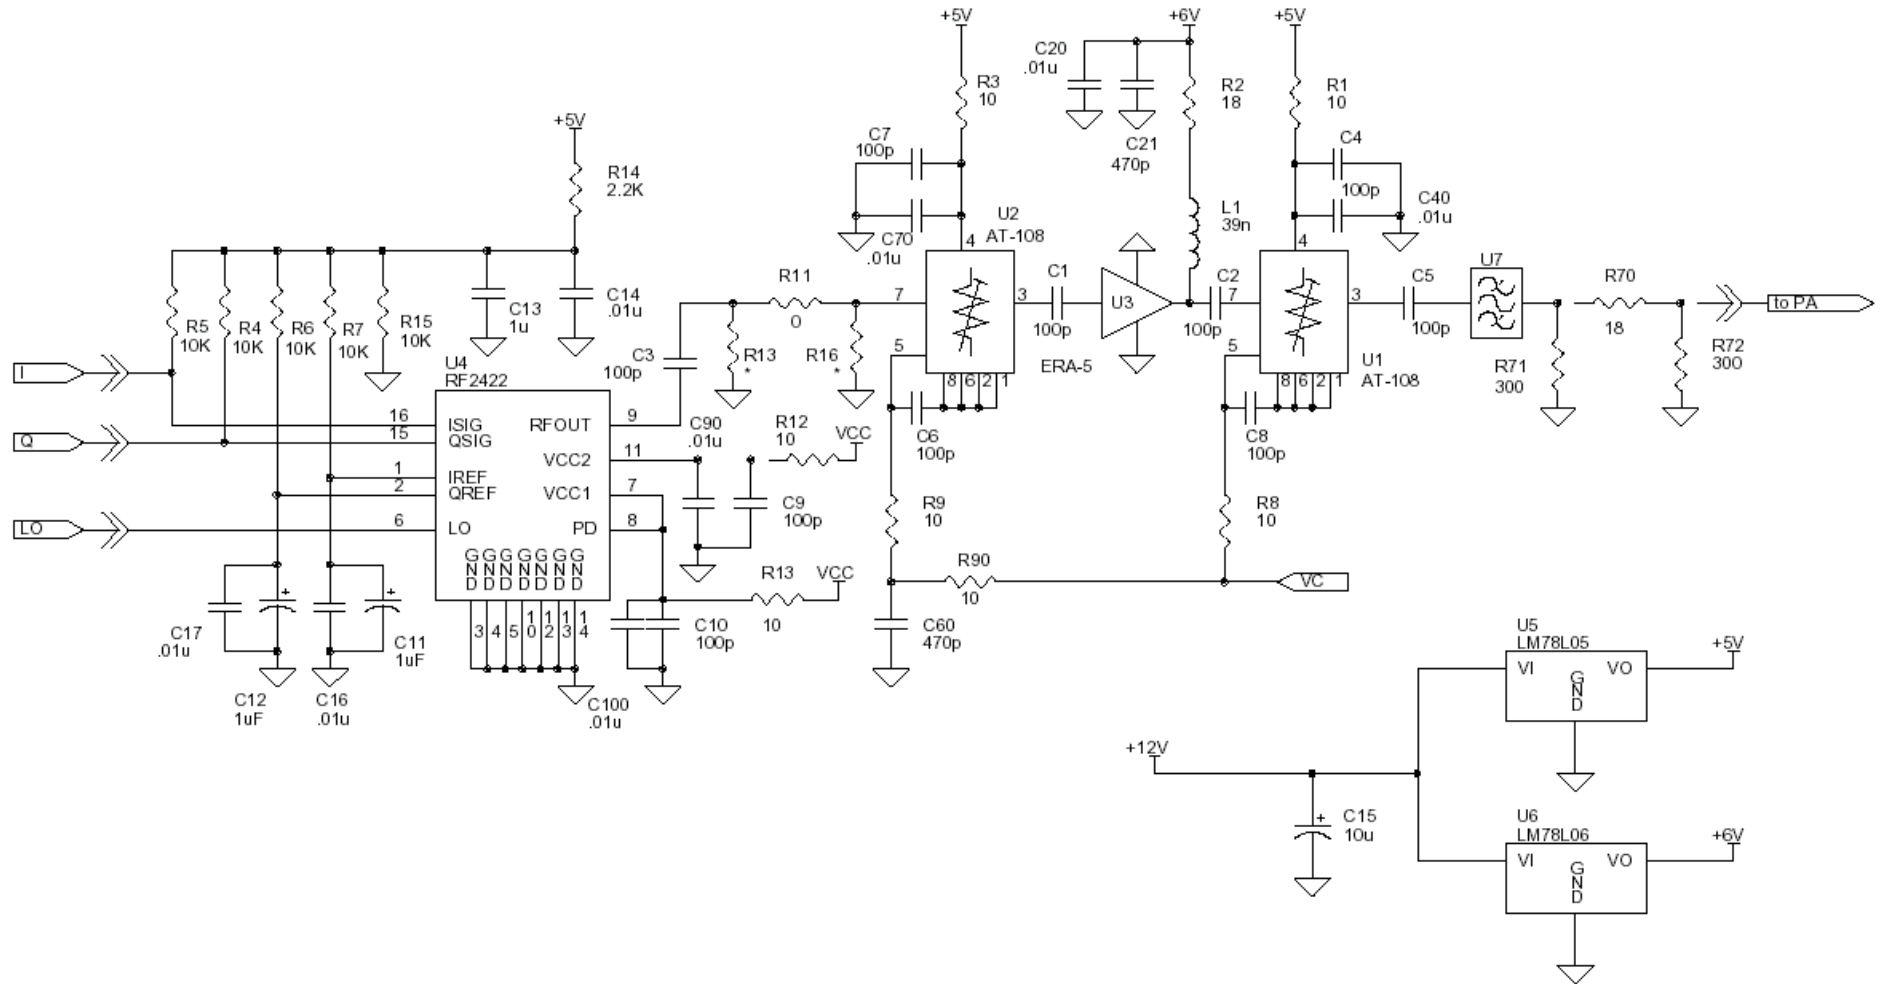 +5V
+6V
+5V
C20
.01u
R3
10
R2
18
R1
10
C7
100p
C21
470p
C4
100p
+5V
R14
2.2K
C40
.01u
L1
39n
U2
AT-108
C70
.01u
4
4
R11
0
7
3
C1
100p
U3
C2
7
100p
3
C5
100p
U7
R70
18
to PA
C13
1u
C14
.01u
R5
10K
R4
10K
R6
10K
R7
10K
R15
10K
C3
100p
R13
*
R16
*
5
8 6 2 1
ERA-5
5
8 6 2 1
U1
AT-108
R71
300
R72
300
I
U4
RF2422
16
ISIG
RFOUT
9
Q
15
QSIG
C90
.01u
R12
10
VCC
C6
100p
C8
100p
VCC2
11
1
IREF
2
QREF
VCC1
7
C9
100p
R9
10
R8
10
LO
6
LO
PD
8
GND GND GND GND GND GND GND
R13
10
VCC
R90
10
VC
+
+
C17
.01u
C11
1uF
3 4 5 10 12 13 14
C10
100p
C60
470p
C12
1uF
C16
.01u
C100
.01u
U5
LM78L05
VI
VO
GND
+5V
+12V
+
C15
10u
U6
LM78L06
VI
VO
GND
+6V